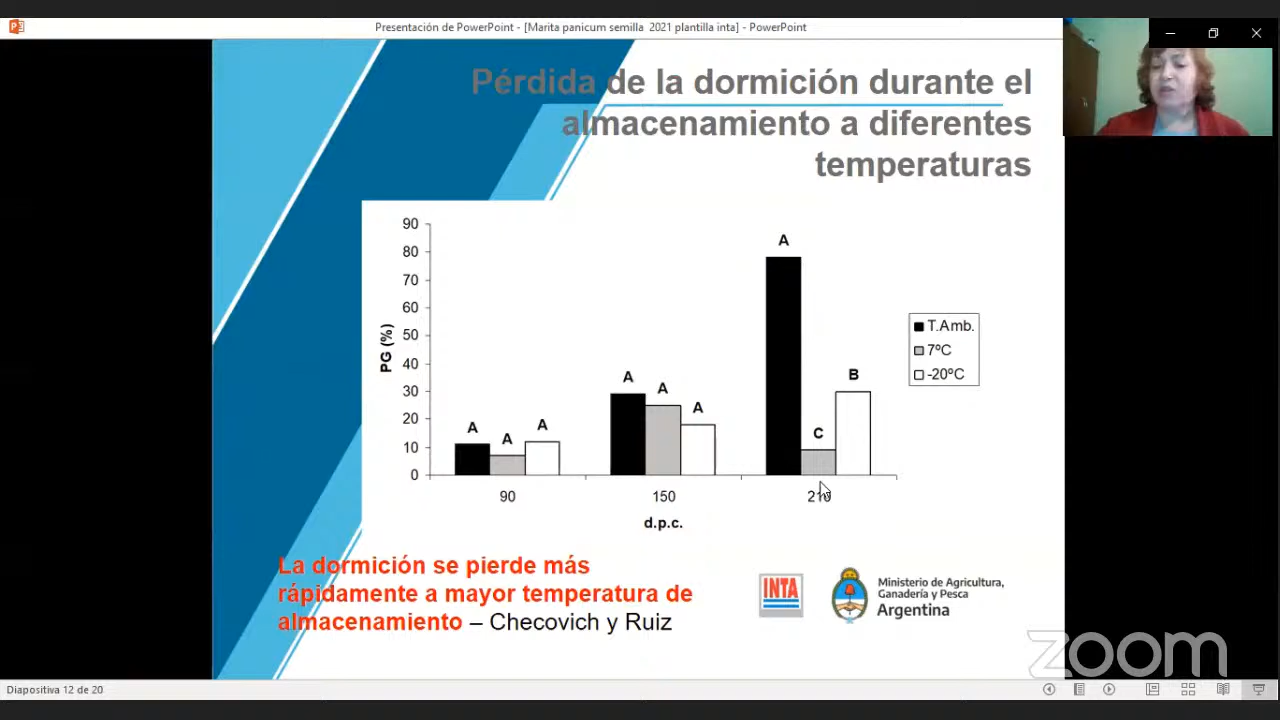 Presentación de PowerPoint - [Marita panicum semilla 2021 plantilla inta] - PowerPoint
Pérdida de la dormición durante el
almacenamiento a diferentes
temperaturas
90
80
70
60
50
40
30
20
10
0
PG (%)
A
A
A
A
A
A
A
C
B
90
150
210
d.p.c.
T.Amb.
7ºC
-20ºC
La dormición se pierde más
rápidamente a mayor temperatura de
almacenamiento – Checovich y Ruiz
INTA
Ministerio de Agricultura,
Ganadería y Pesca
Argentina
zoom
Diapositiva 12 de 20